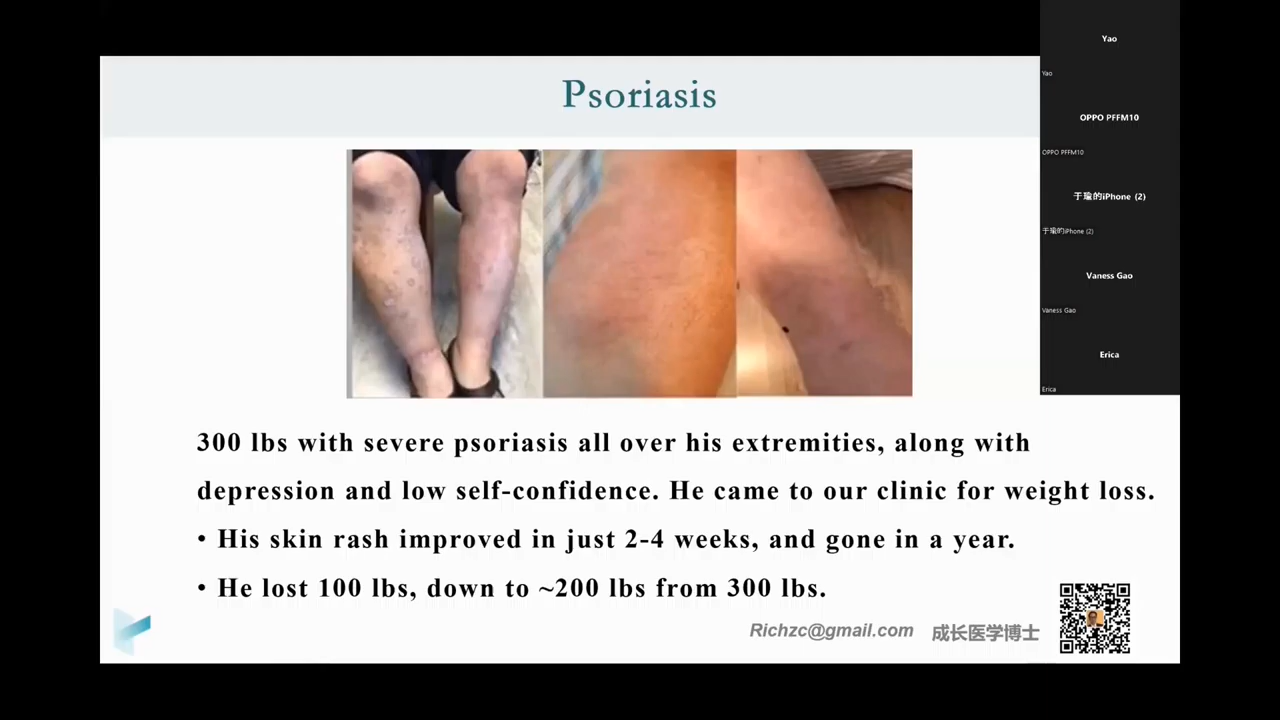 Psoriasis
300 lbs with severe psoriasis all over his extremities, along with
depression and low self-confidence. He came to our clinic for weight loss.
• His skin rash improved in just 2-4 weeks, and gone in a year.
• He lost 100 lbs, down to ~200 lbs from 300 lbs.
Richzc@gmail.com 成长医学博士
Yao
Yao
OPPO PFFM10
OPPO PFFM10
于瑜的iPhone (2)
于瑜的iPhone (2)
Vaness Gao
Vaness Gao
Erica
Erica